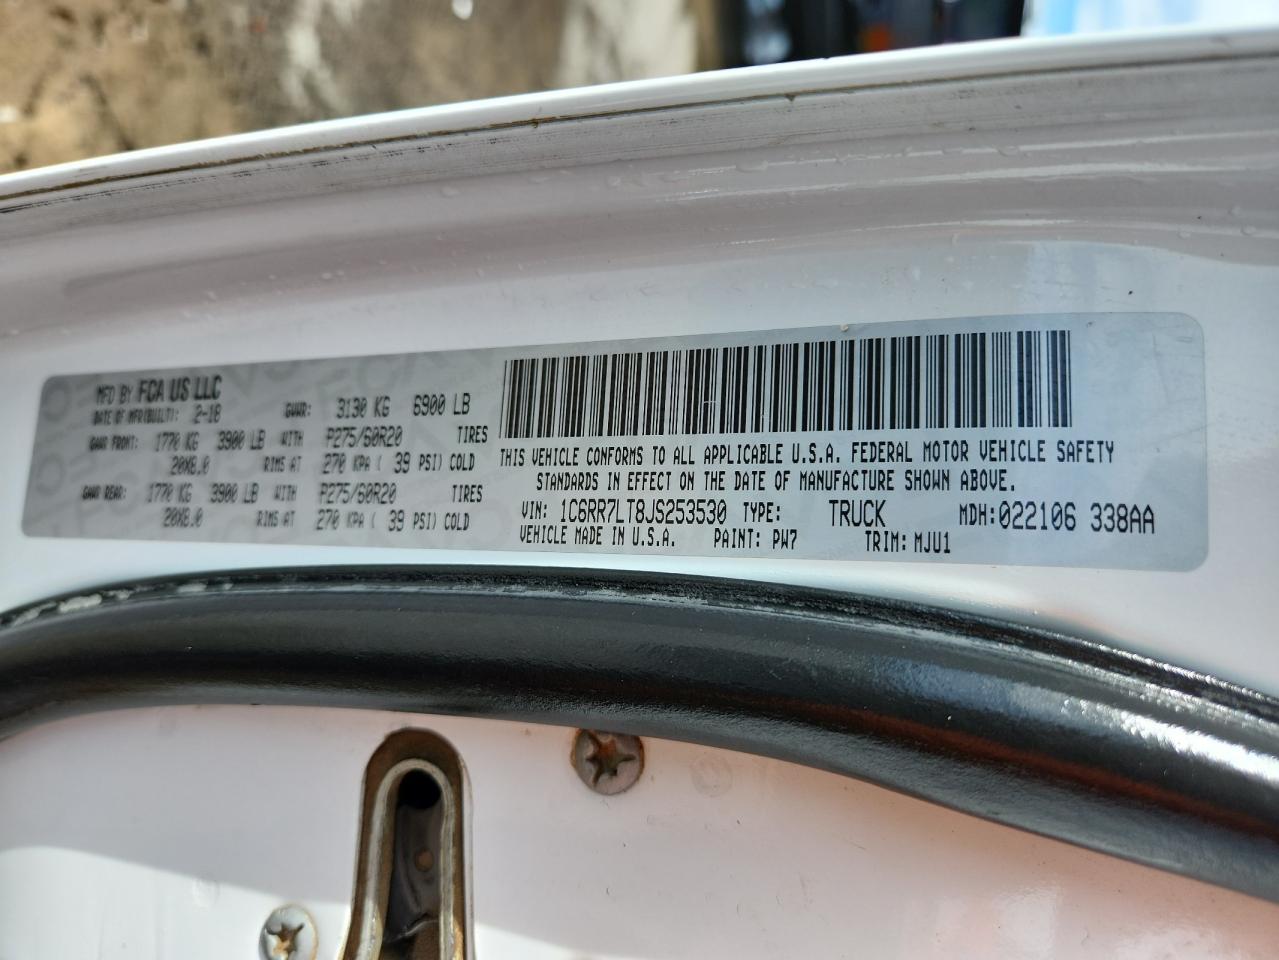 MFD BY FCA US LLC
DATE OF MFR(BUILT): 2-18 GVWR: 3130 KG 6900 LB
GAWR FRONT: 1770 KG 3900 LB WITH P275/60R20 TIRES
20X8.0 RIMS AT 270 KPA ( 39 PSI) COLD
GAWR REAR: 1770 KG 3900 LB WITH P275/60R20 TIRES
20X8.0 RIMS AT 270 KPA ( 39 PSI) COLD
THIS VEHICLE CONFORMS TO ALL APPLICABLE U.S.A. FEDERAL MOTOR VEHICLE SAFETY
STANDARDS IN EFFECT ON THE DATE OF MANUFACTURE SHOWN ABOVE.
VIN: 1C6RR7LT8JS253530 TYPE: TRUCK MDH: 022106 338AA
VEHICLE MADE IN U.S.A. PAINT: PW7 TRIM: MJU1